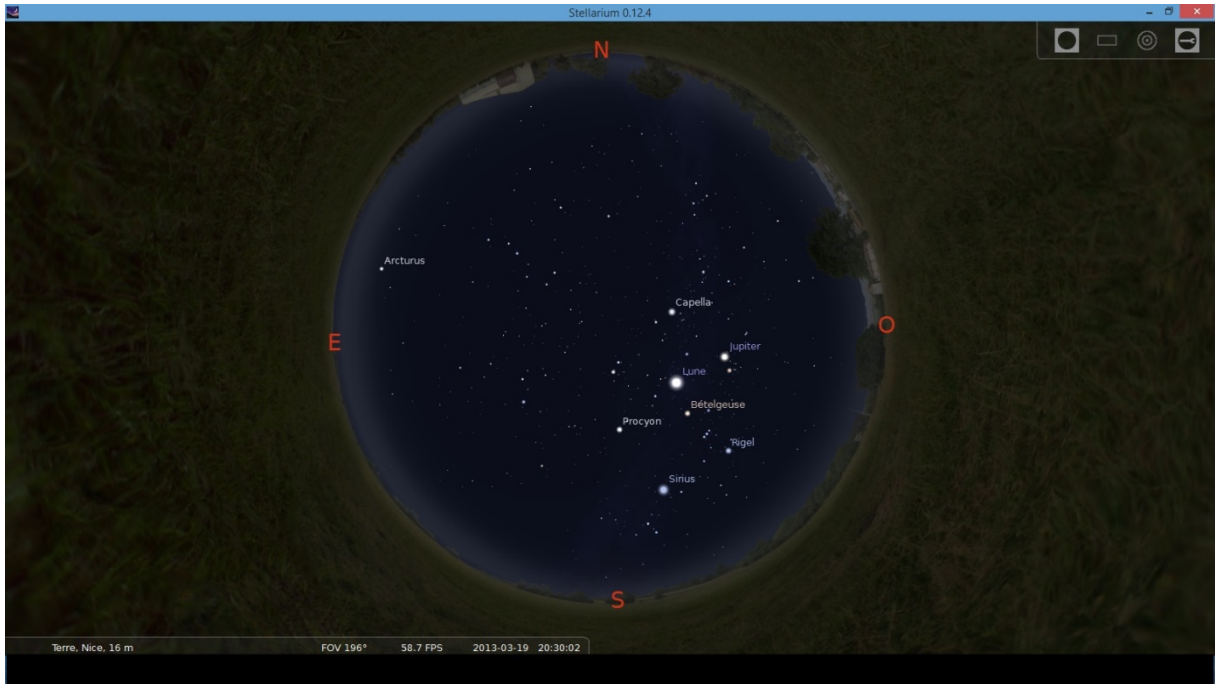 Stellarium 0.12.4
N
Arcturus
Capella
E
O
Jupiter
Lune
Bételgeuse
Procyon
Rigel
Sirius
S
Terre, Nice, 16 m FOV 196° 58.7 FPS 2013-03-19 20:30:02